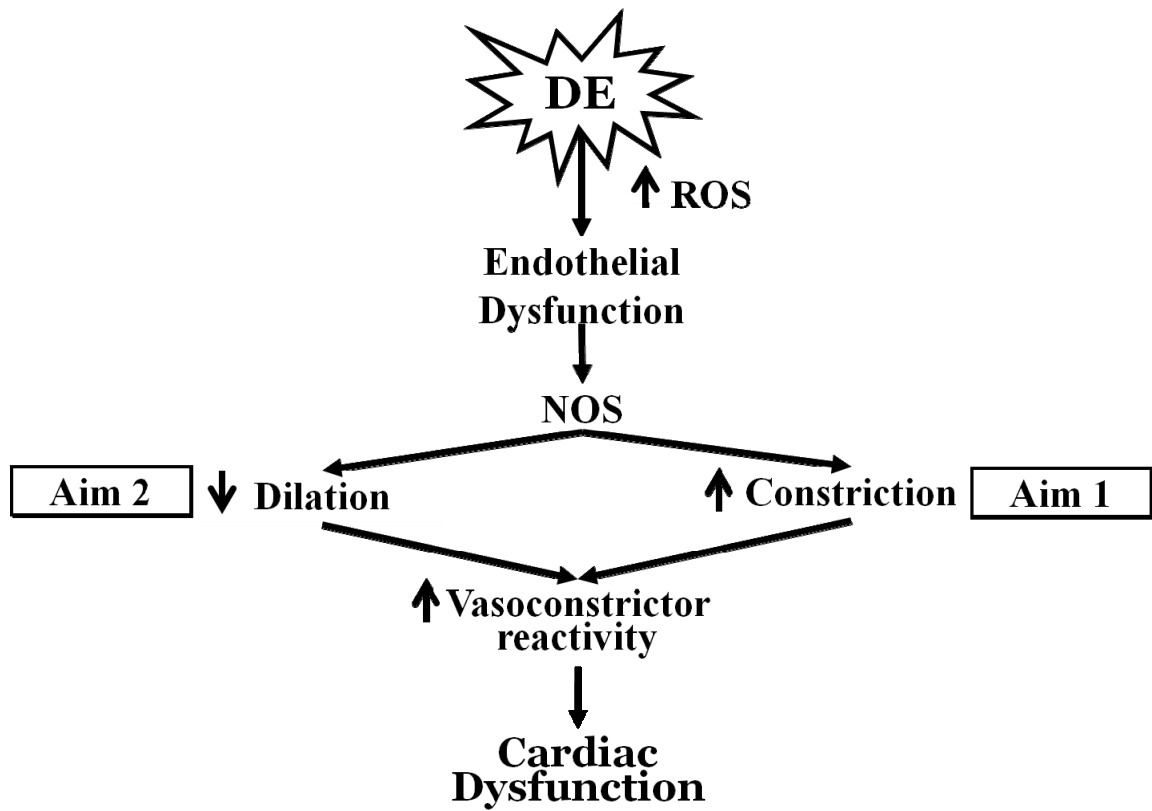 DE
↑ ROS
Endothelial
Dysfunction
NOS
Aim 2 ↓ Dilation ↑ Constriction Aim 1
↑ Vasoconstrictor
reactivity
Cardiac
Dysfunction